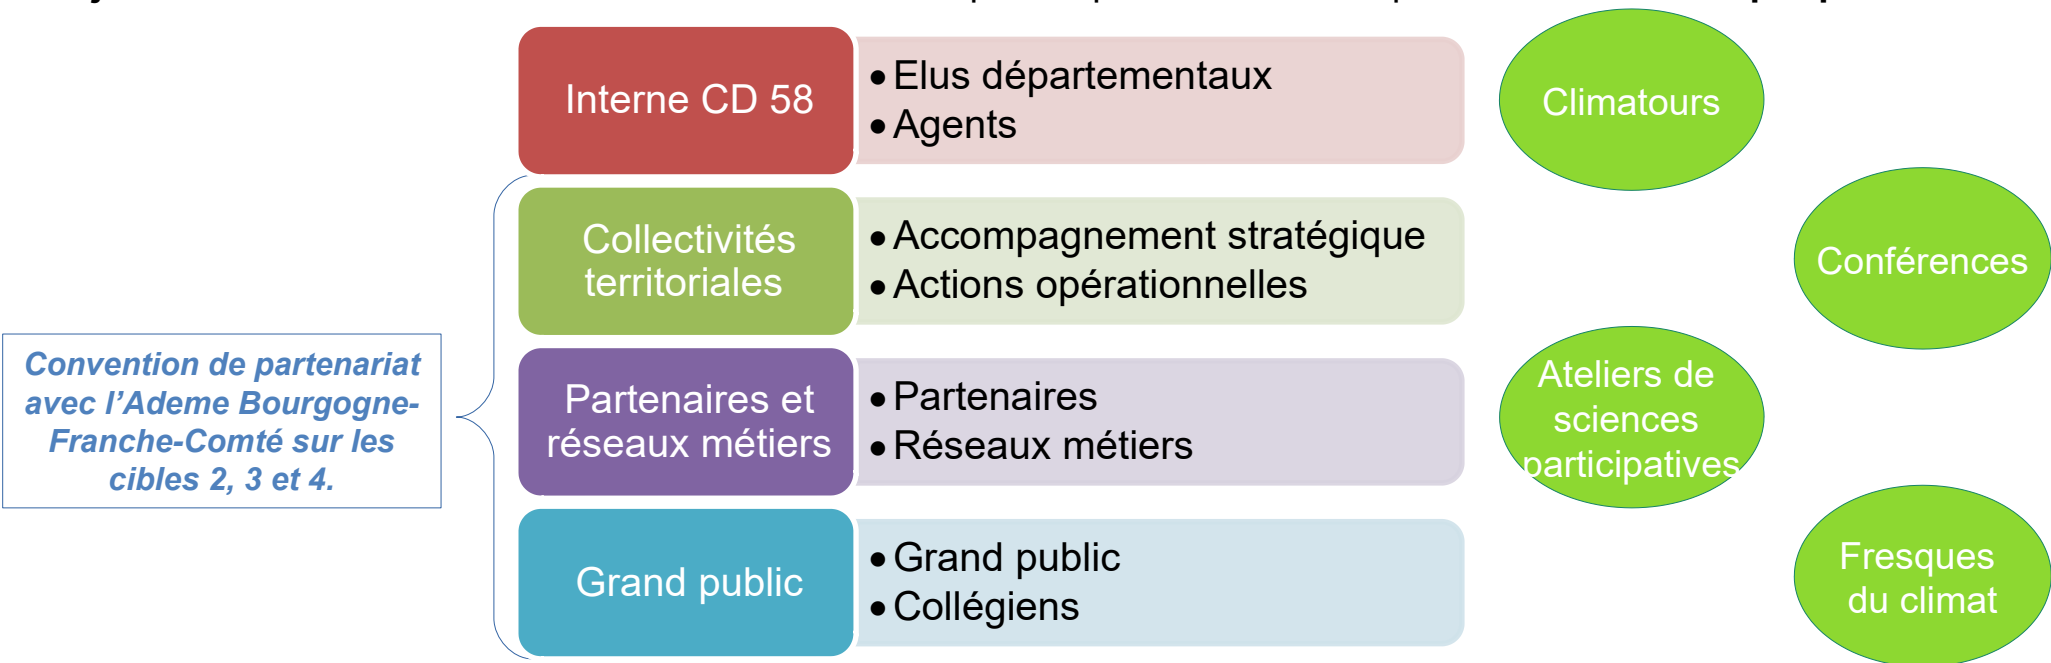 Interne CD 58
• Elus départementaux
• Agents
Climatours
Collectivités
territoriales
• Accompagnement stratégique
• Actions opérationnelles
Conférences
Convention de partenariat
avec l’Ademe Bourgogne-
Franche-Comté sur les
cibles 2, 3 et 4.
Partenaires et
réseaux métiers
• Partenaires
• Réseaux métiers
Ateliers de
sciences
participatives
Grand public
• Grand public
• Collégiens
Fresques
du climat